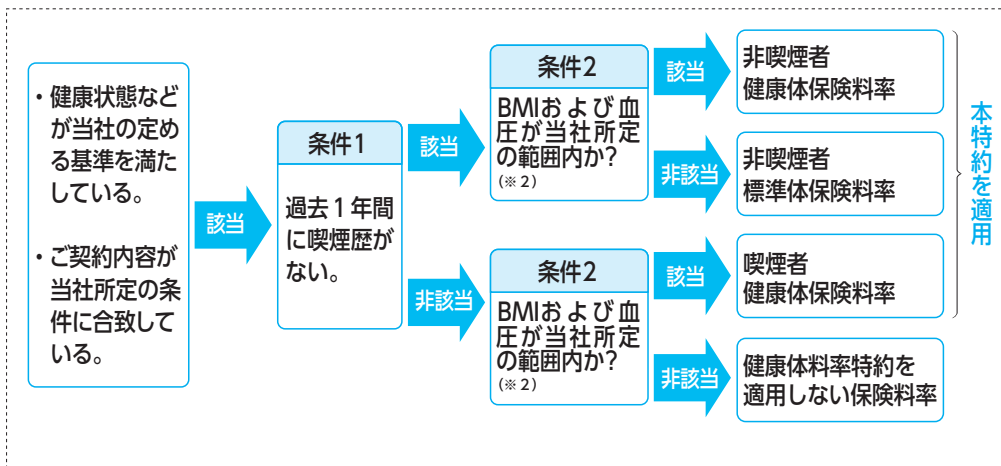 ・健康状態などが当社の定める基準を満たしている。
・ご契約内容が当社所定の条件に合致している。
該当
条件1
過去1年間
に喫煙歴が
ない。
該当
条件2
BMIおよび血
圧が当社所定
の範囲内か?
(※2)
該当
非喫煙者
健康体保険料率
非該当
非喫煙者
標準体保険料率
非該当
条件2
BMIおよび血
圧が当社所定
の範囲内か?
(※2)
該当
喫煙者
健康体保険料率
非該当
健康体料率特約を
適用しない保険料率
本特約を適用